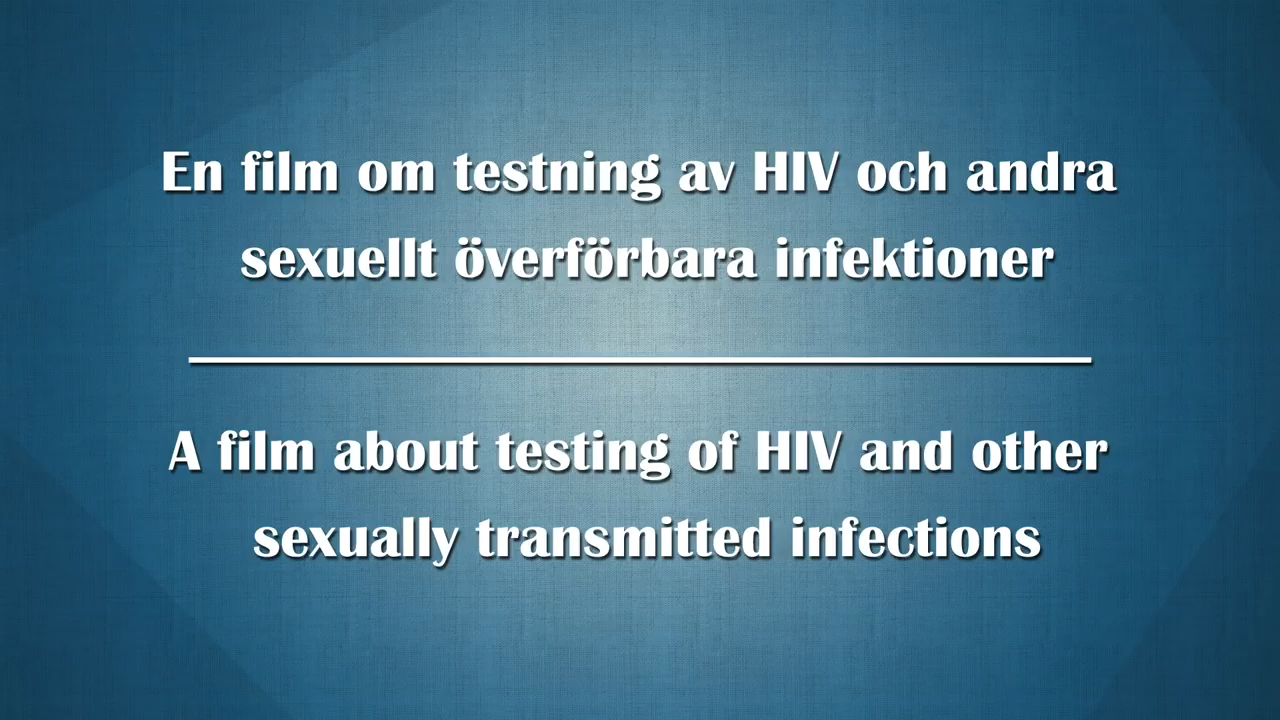 En film om testning av HIV och andra
sexuellt överförbara infektioner
A film about testing of HIV and other
sexually transmitted infections